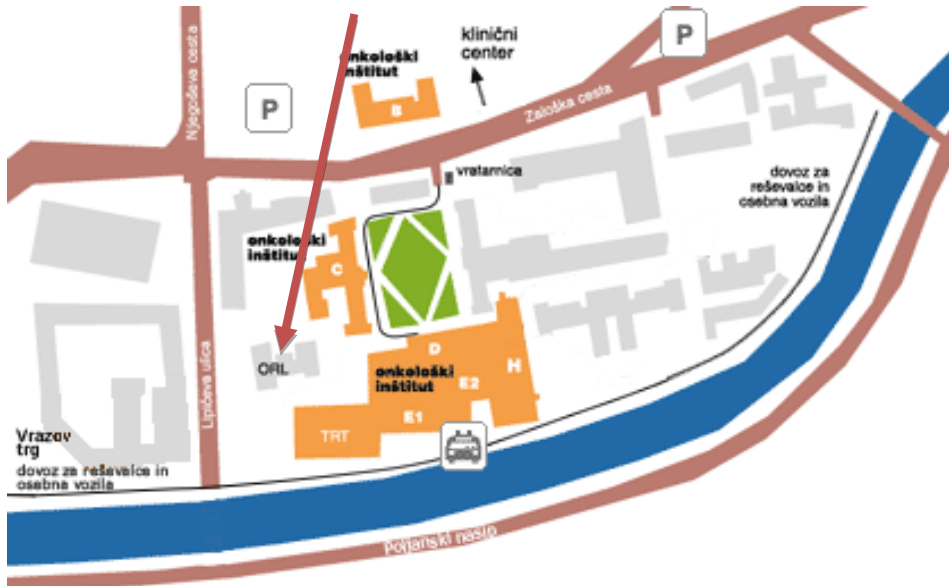 P
klinični
center
onkološki
inštitut
B
P
Njegoševa cesta
Zaloška cesta
vratarnica
dovoz za
reševalce in
osebna vozila
onkološki
inštitut
C
D
ORL
onkološki
inštitut
H
E2
E1
TRT
Lipičeva ulica
Vrazov
trg
dovoz za reševalce in
osebna vozila
Poljanski nasip